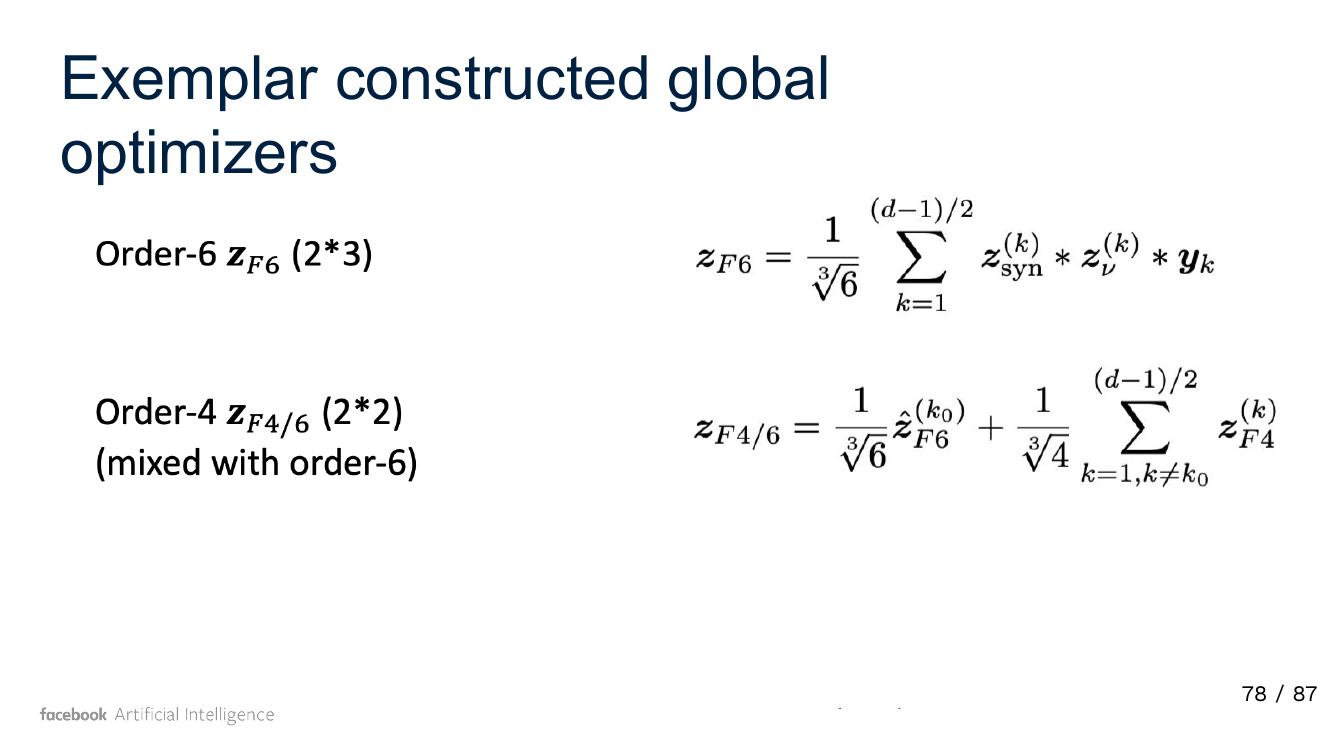 Exemplar constructed global
optimizers
Order-6 $\boldsymbol{z}_{F6}$ (2*3)
$\boldsymbol{z}_{F6} = \frac{1}{\sqrt[3]{6}} \sum_{k=1}^{(d-1)/2} \boldsymbol{z}_{\mathrm{syn}}^{(k)} * \boldsymbol{z}_{\nu}^{(k)} * \boldsymbol{y}_k$
Order-4 $\boldsymbol{z}_{F4/6}$ (2*2)
(mixed with order-6)
$\boldsymbol{z}_{F4/6} = \frac{1}{\sqrt[3]{6}} \hat{\boldsymbol{z}}_{F6}^{(k_0)} + \frac{1}{\sqrt[3]{4}} \sum_{k=1,k\neq k_0}^{(d-1)/2} \boldsymbol{z}_{F4}^{(k)}$
facebook Artificial Intelligence
78 / 87